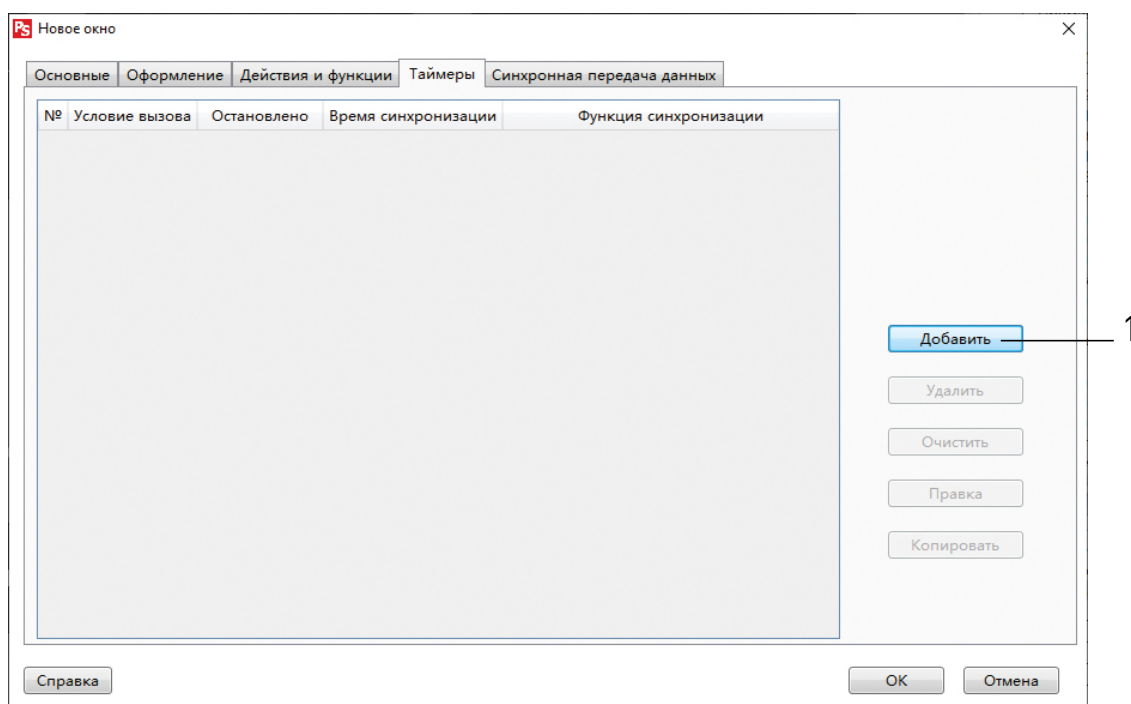 PS Новое окно
Основные Оформление Действия и функции Таймеры Синхронная передача данных
№ Условие вызова Остановлено Время синхронизации Функция синхронизации
Добавить 1
Удалить
Очистить
Правка
Копировать
Справка OK Отмена